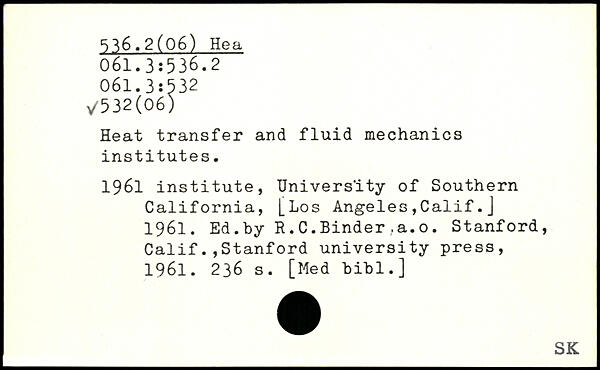 536.2(06) Hea
061.3:536.2
061.3:532
✓532(06)
Heat transfer and fluid mechanics
institutes.
1961 institute, University of Southern
California, [Los Angeles,Calif.]
1961. Ed.by R.C.Binder,a.o. Stanford,
Calif.,Stanford university press,
1961. 236 s. [Med bibl.]
SK